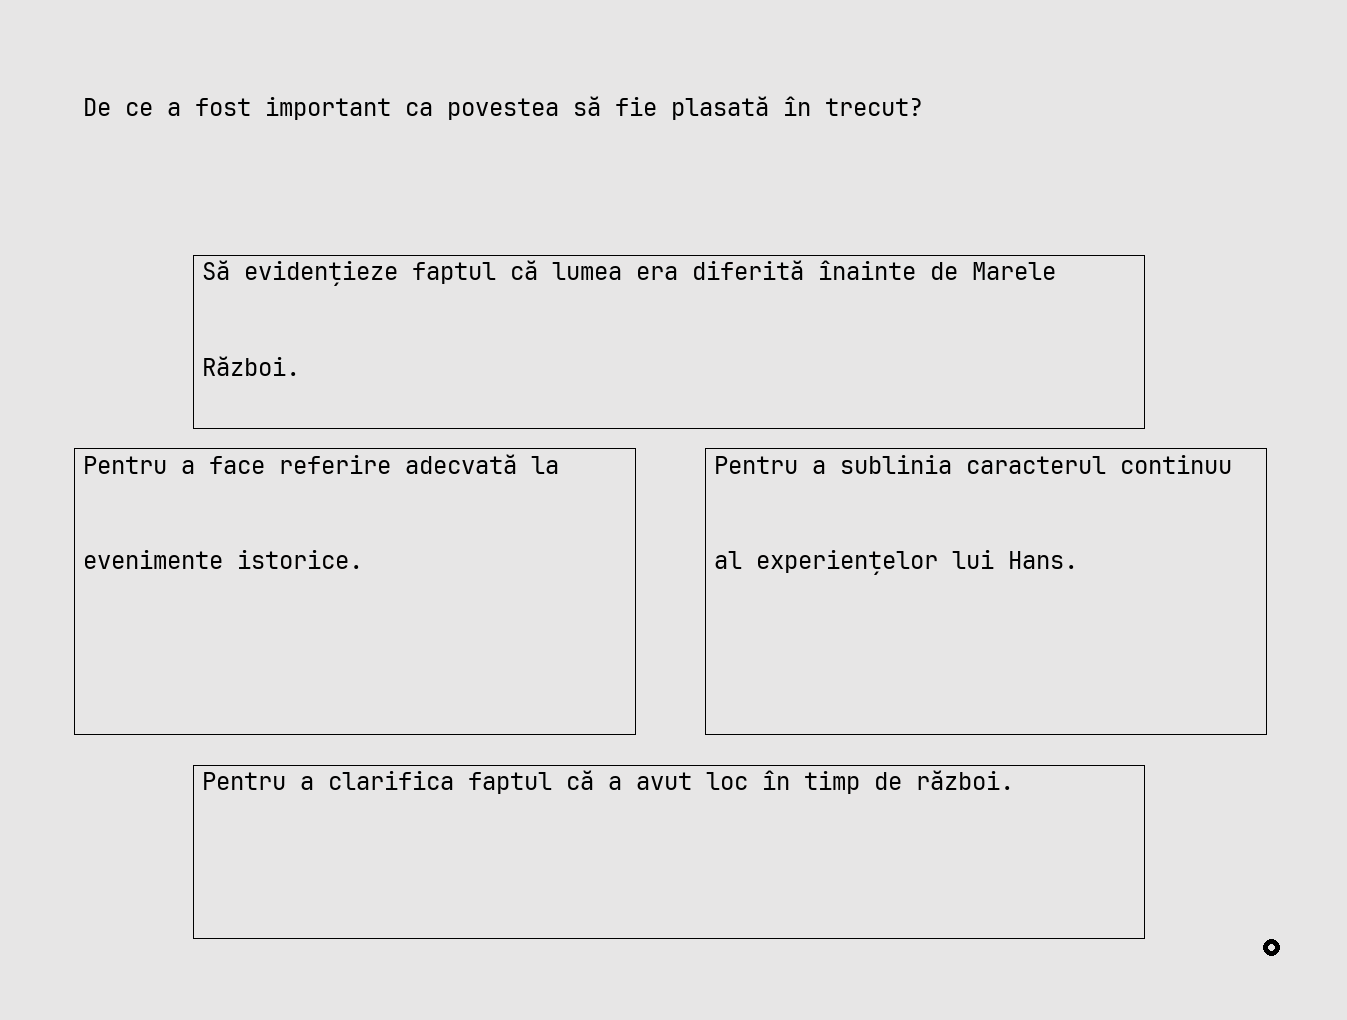 De ce a fost important ca povestea să fie plasată în trecut?
Să evidențieze faptul că lumea era diferită înainte de Marele
Război.
Pentru a face referire adecvată la
evenimente istorice.
Pentru a sublinia caracterul continuu
al experiențelor lui Hans.
Pentru a clarifica faptul că a avut loc în timp de război.